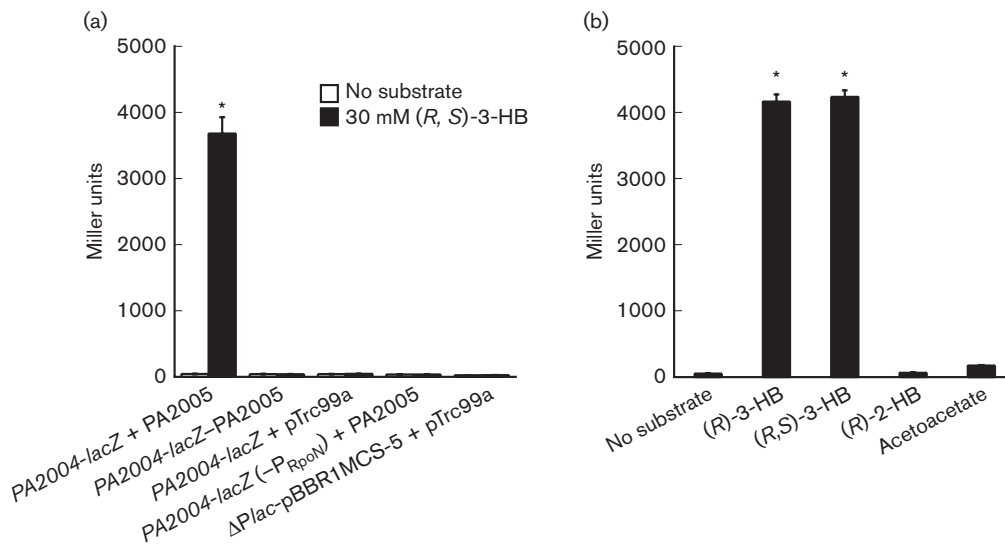 (a)
5000
4000
3000
2000
1000
0
Miller units
No substrate
30 mM (R, S)-3-HB
*
PA2004-lacZ + PA2005
PA2004-lacZ–PA2005
PA2004-lacZ + pTrc99a
PA2004-lacZ (–PRpoN) + PA2005
ΔPlac-pBBR1MCS-5 + pTrc99a
(b)
5000
4000
3000
2000
1000
0
Miller units
*
*
No substrate
(R)-3-HB
(R,S)-3-HB
(R)-2-HB
Acetoacetate